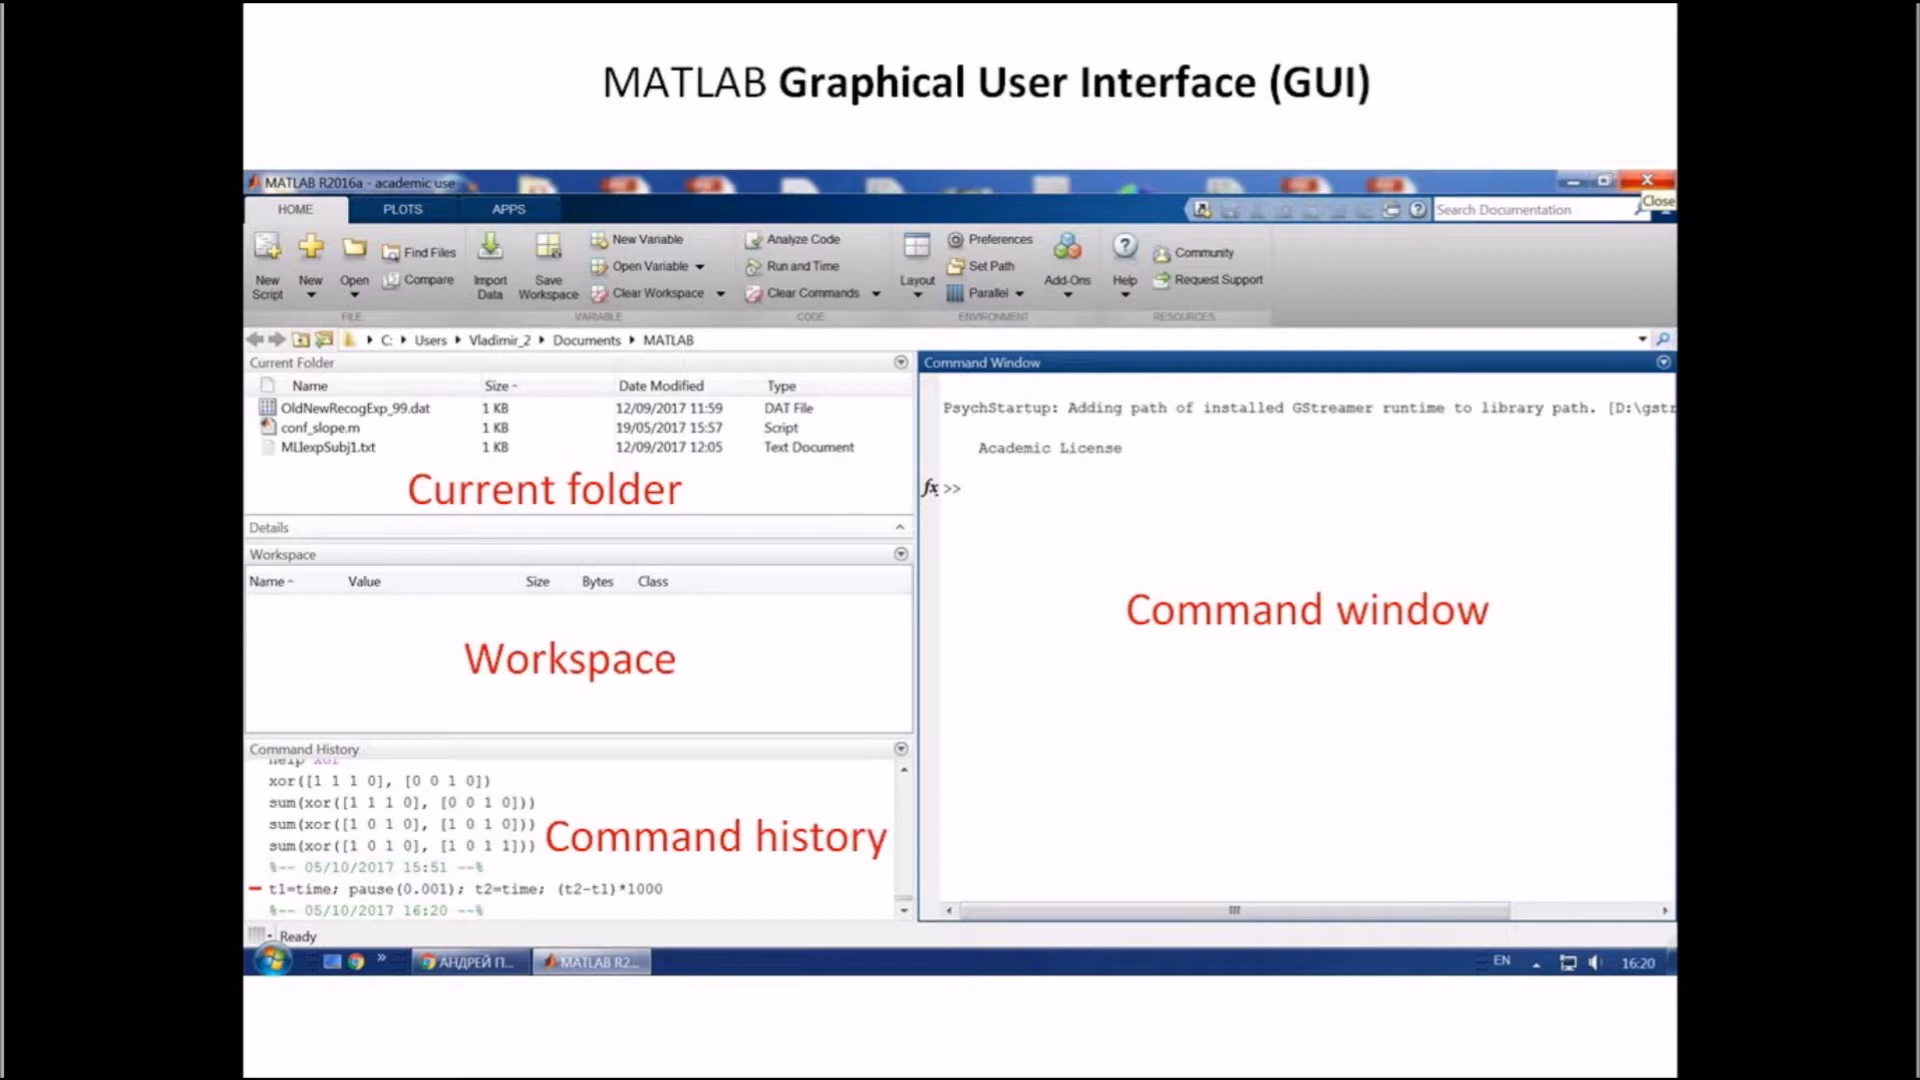 MATLAB Graphical User Interface (GUI)
MATLAB R2016a - academic use
Close
HOME PLOTS APPS
Search Documentation
New Script
New
Open
Find Files
Compare
Import Data
Save Workspace
New Variable
Open Variable
Clear Workspace
Analyze Code
Run and Time
Clear Commands
Layout
Preferences
Set Path
Parallel
Add-Ons
Help
Community
Request Support
FILE VARIABLE CODE ENVIRONMENT RESOURCES
C: Users Vladimir_2 Documents MATLAB
Current Folder
Name Size Date Modified Type
OldNewRecogExp_99.dat 1 KB 12/09/2017 11:59 DAT File
conf_slope.m 1 KB 19/05/2017 15:57 Script
MLIexpSubj1.txt 1 KB 12/09/2017 12:05 Text Document
Current folder
Details
Workspace
Name Value Size Bytes Class
Workspace
Command History
help xor
xor([1 1 1 0], [0 0 1 0])
sum(xor([1 1 1 0], [0 0 1 0]))
sum(xor([1 0 1 0], [1 0 1 0]))
sum(xor([1 0 1 0], [1 0 1 1]))
%-- 05/10/2017 15:51 --%
t1=time; pause(0.001); t2=time; (t2-t1)*1000
%-- 05/10/2017 16:20 --%
Command history
Command Window
PsychStartup: Adding path of installed GStreamer runtime to library path. [D:\gstr
Academic License
fx >>
Command window
Ready
АНДРЕЙ П...
MATLAB R2...
EN
16:20